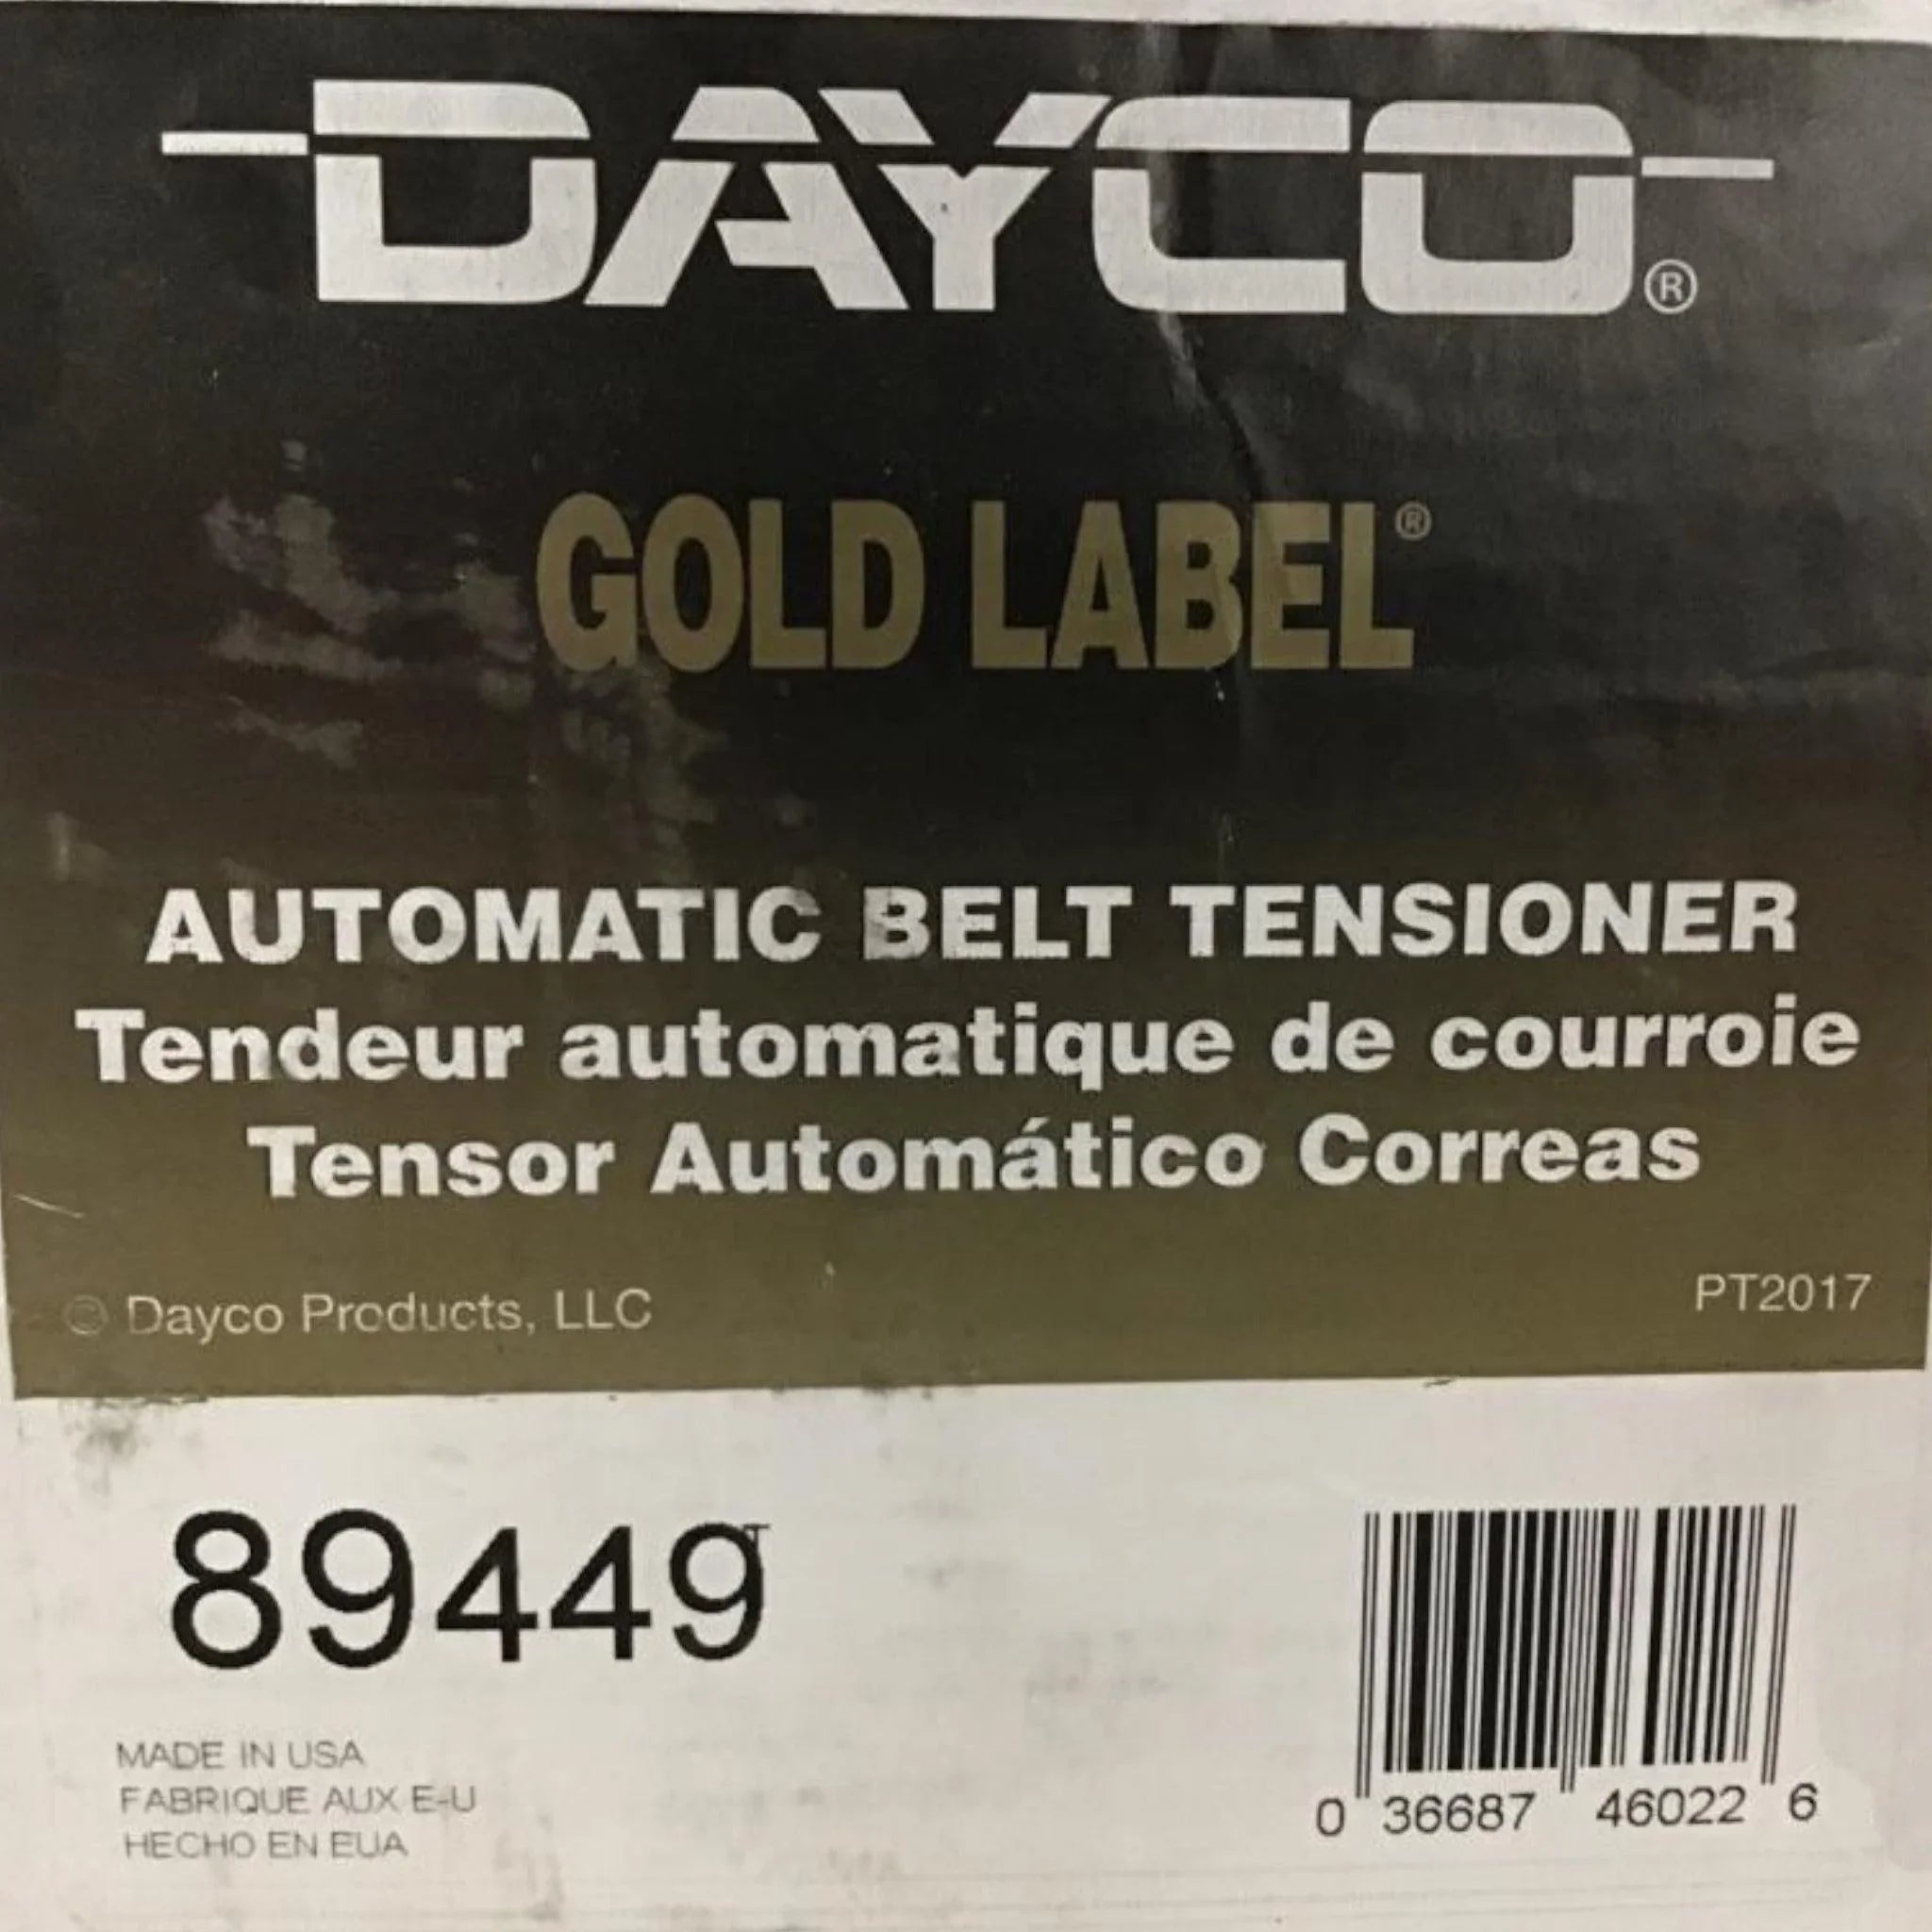 DAYCO®
GOLD LABEL®
AUTOMATIC BELT TENSIONER
Tendeur automatique de courroie
Tensor Automático Correas
© Dayco Products, LLC
PT2017
89449
MADE IN USA
FABRIQUE AUX E-U
HECHO EN EUA
0 36687 46022 6